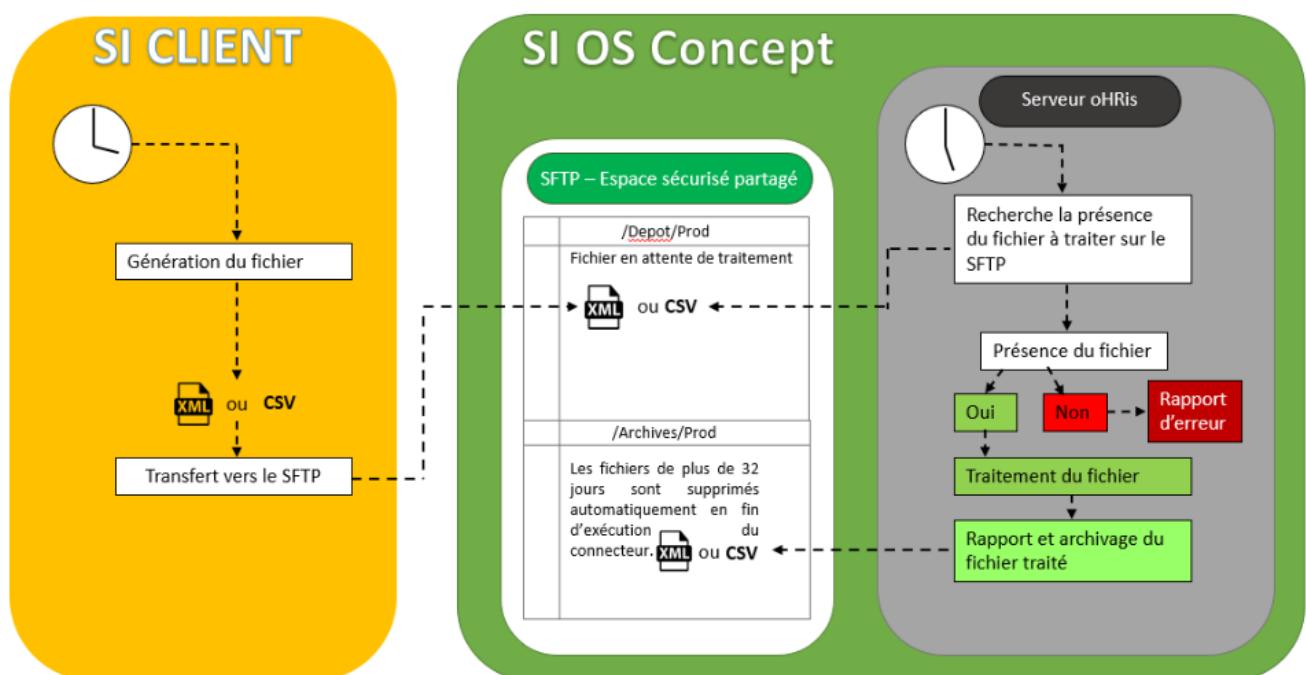 SI CLIENT
Génération du fichier
XML ou CSV
Transfert vers le SFTP
SI OS Concept
SFTP – Espace sécurisé partagé
/Depot/Prod
Fichier en attente de traitement
XML ou CSV
/Archives/Prod
Les fichiers de plus de 32
jours sont supprimés
automatiquement en fin
d'exécution du
connecteur. XML ou CSV
Serveur oHRis
Recherche la présence
du fichier à traiter sur le
SFTP
Présence du fichier
Oui
Non
Rapport
d'erreur
Traitement du fichier
Rapport et archivage du
fichier traité